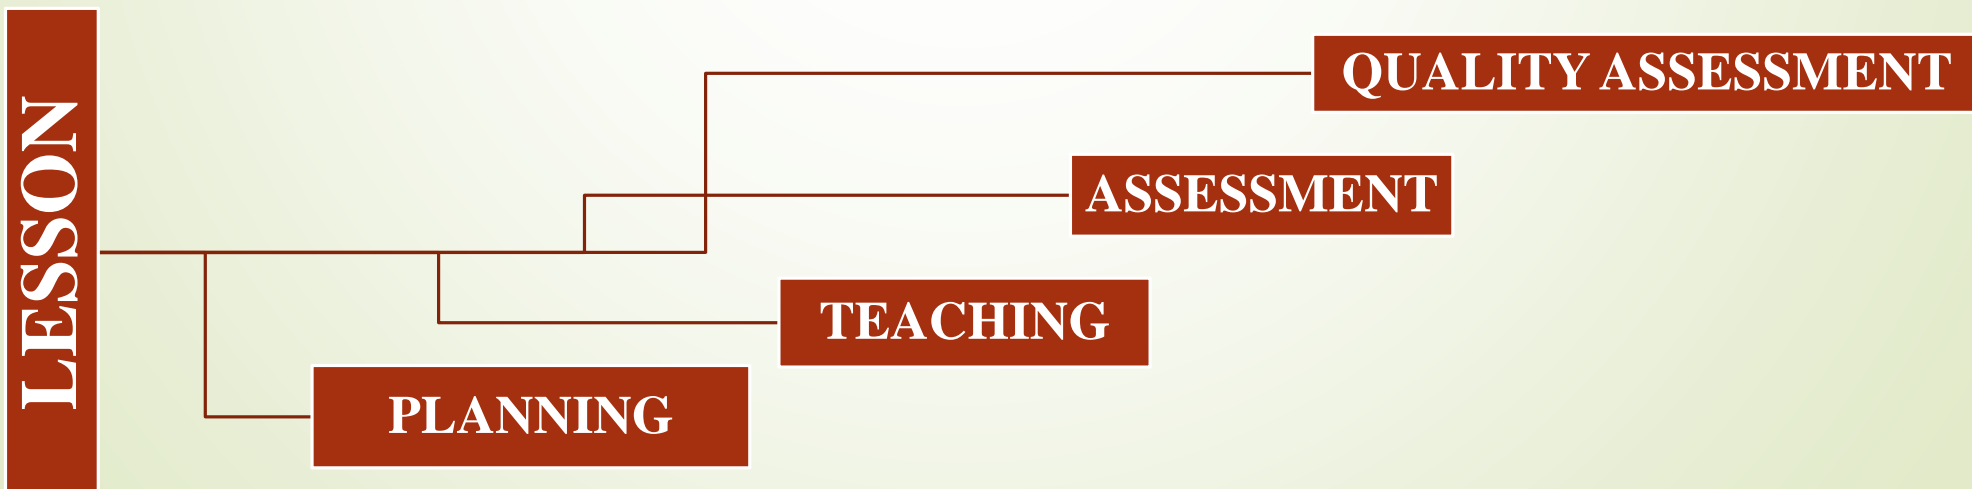 LESSON
QUALITY ASSESSMENT
ASSESSMENT
TEACHING
PLANNING